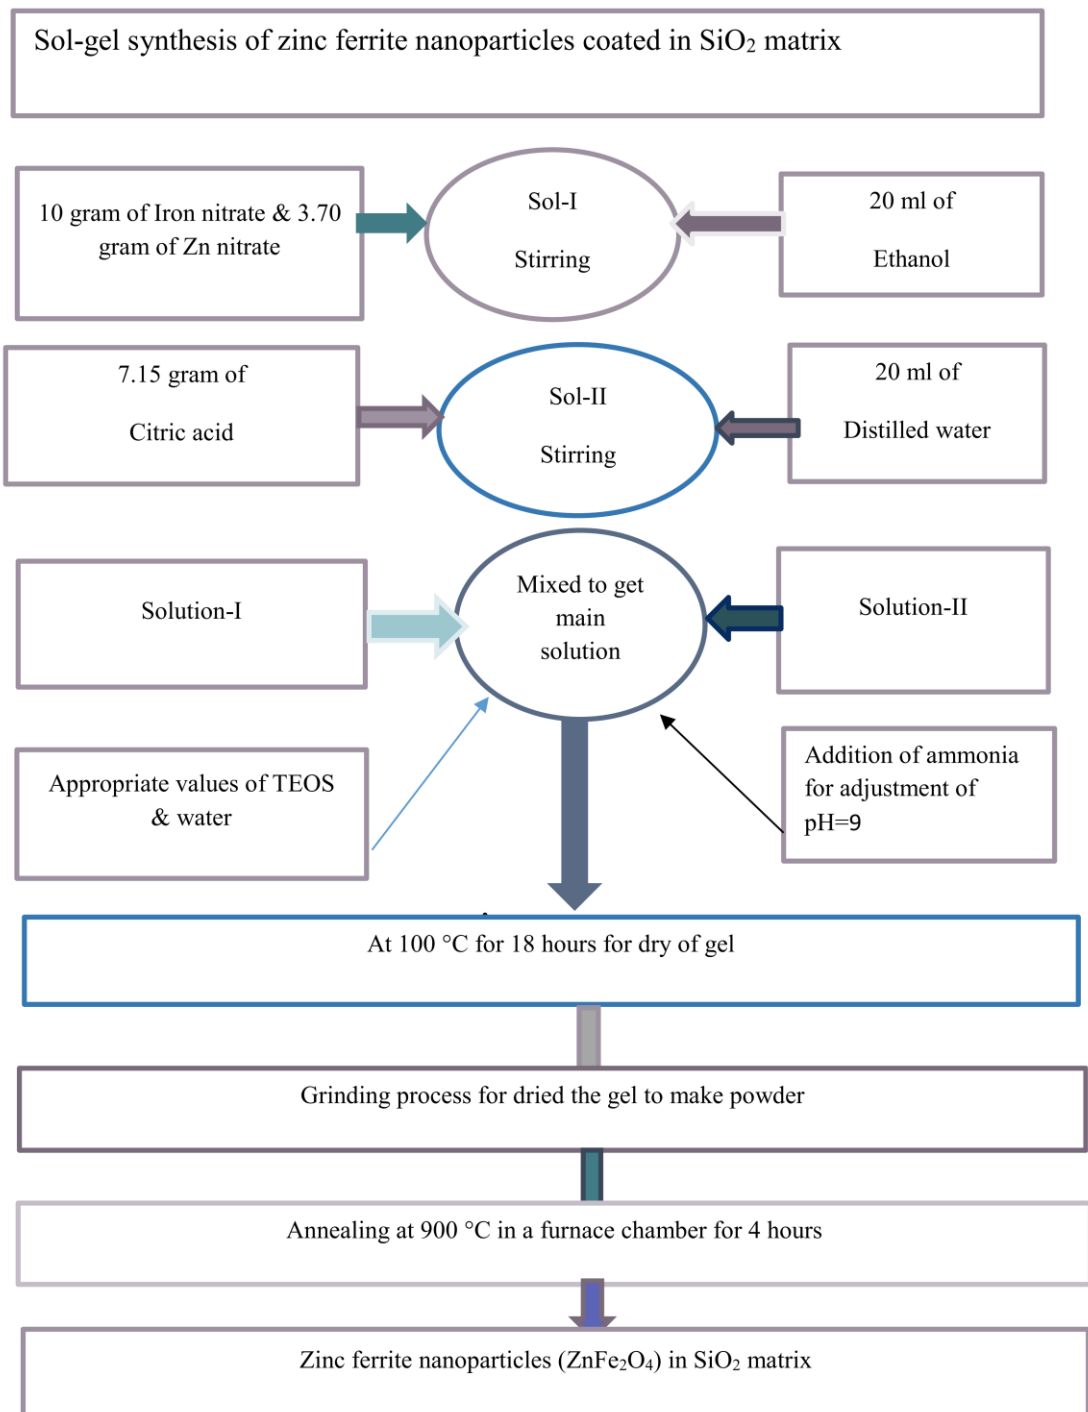 Sol-gel synthesis of zinc ferrite nanoparticles coated in SiO₂ matrix
10 gram of Iron nitrate & 3.70
gram of Zn nitrate
Sol-I
Stirring
20 ml of
Ethanol
7.15 gram of
Citric acid
Sol-II
Stirring
20 ml of
Distilled water
Solution-I
Mixed to get
main
solution
Solution-II
Appropriate values of TEOS
& water
Addition of ammonia
for adjustment of
pH=9
At 100 °C for 18 hours for dry of gel
Grinding process for dried the gel to make powder
Annealing at 900 °C in a furnace chamber for 4 hours
Zinc ferrite nanoparticles (ZnFe₂O₄) in SiO₂ matrix